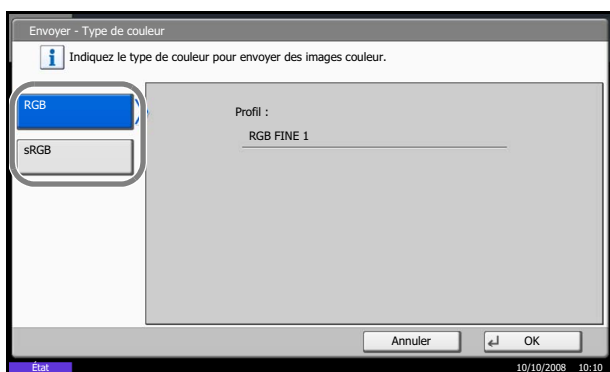 Envoyer - Type de couleur
Indiquez le type de couleur pour envoyer des images couleur.
RGB
sRGB
Profil :
RGB FINE 1
Annuler
OK
État
10/10/2008 10:10